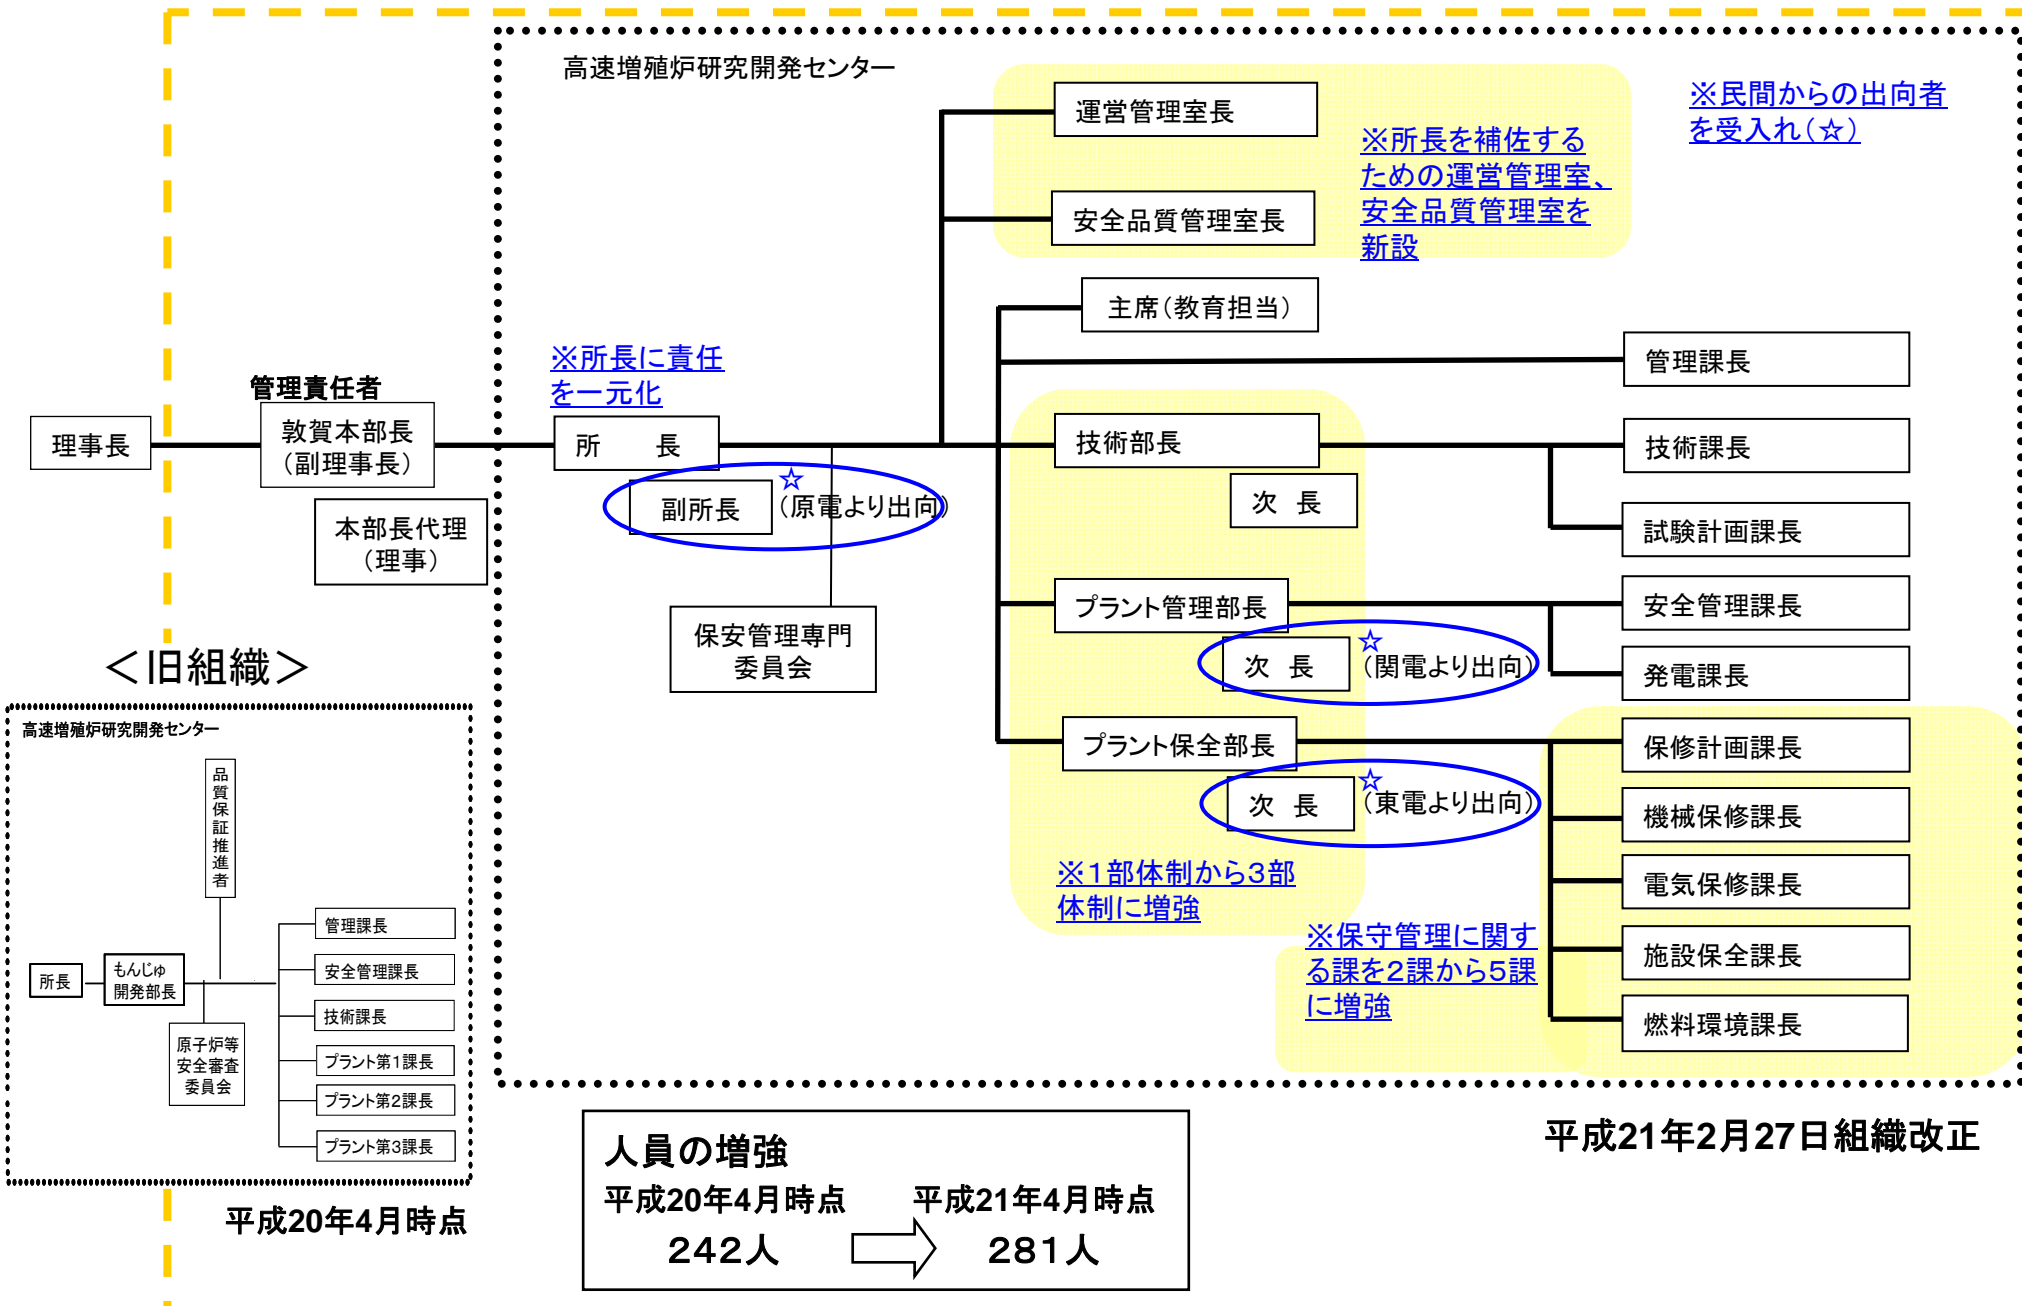 高速増殖炉研究開発センター
運営管理室長
※民間からの出向者
を受入れ（☆）
※所長を補佐する
ための運営管理室、
安全品質管理室を
新設
安全品質管理室長
主席（教育担当）
※所長に責任
を一元化
管理課長
管理責任者
理事長
敦賀本部長
（副理事長）
所　　長
技術部長
技術課長
☆
副所長
（原電より出向）
次　長
本部長代理
（理事）
試験計画課長
プラント管理部長
安全管理課長
保安管理専門
委員会
☆
次　長
（関電より出向）
発電課長
プラント保全部長
保修計画課長
☆
次　長
（東電より出向）
機械保修課長
※１部体制から３部
体制に増強
電気保修課長
※保守管理に関す
る課を２課から５課
に増強
施設保全課長
燃料環境課長
平成21年2月27日組織改正
＜旧組織＞
高速増殖炉研究開発センター
品質保証推進者
所長
もんじゅ
開発部長
原子炉等
安全審査
委員会
管理課長
安全管理課長
技術課長
プラント第１課長
プラント第２課長
プラント第３課長
平成20年4月時点
人員の増強
平成20年4月時点
平成21年4月時点
２４２人
２８１人